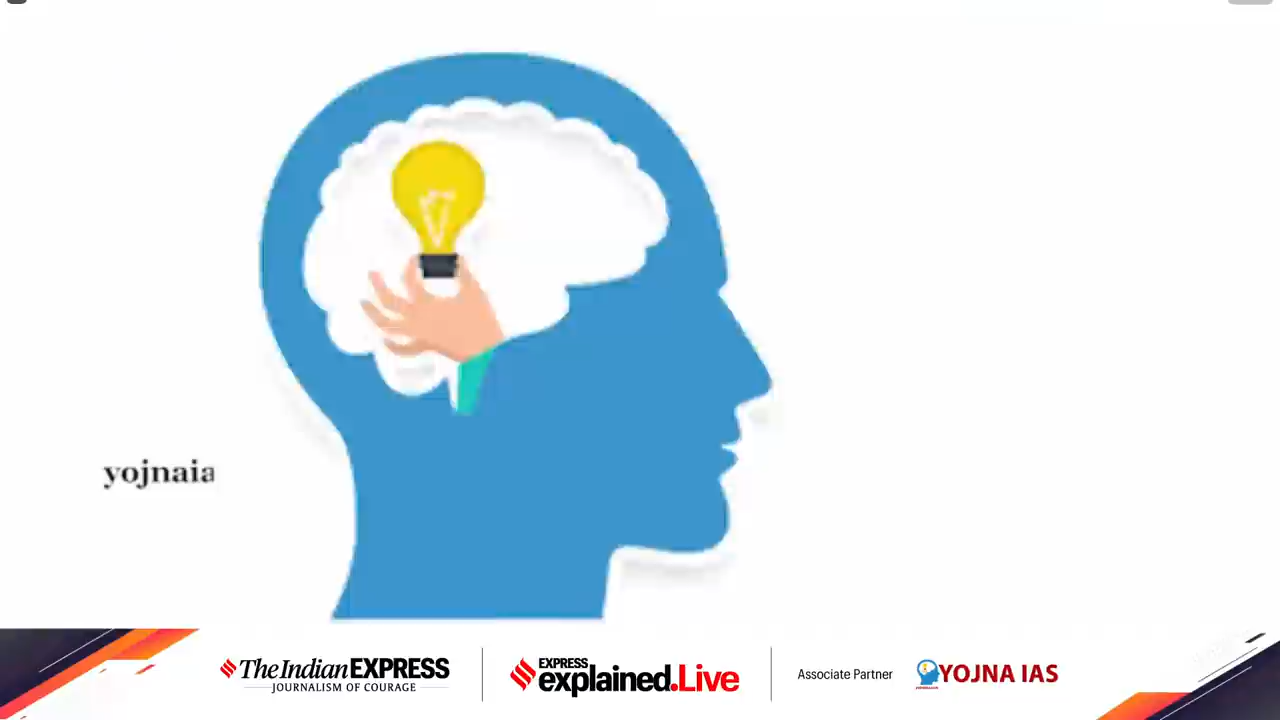 yojnaia
The Indian EXPRESS
JOURNALISM OF COURAGE
EXPRESS
explained.Live
Associate Partner
YOJNA IAS